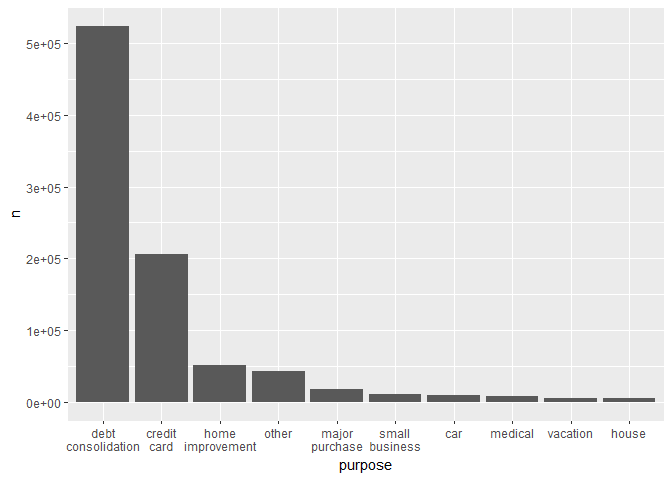 5e+05
4e+05
3e+05
n
2e+05
1e+05
0e+00
debt credit home other major small car medical vacation house
consolidation card improvement purchase business
purpose